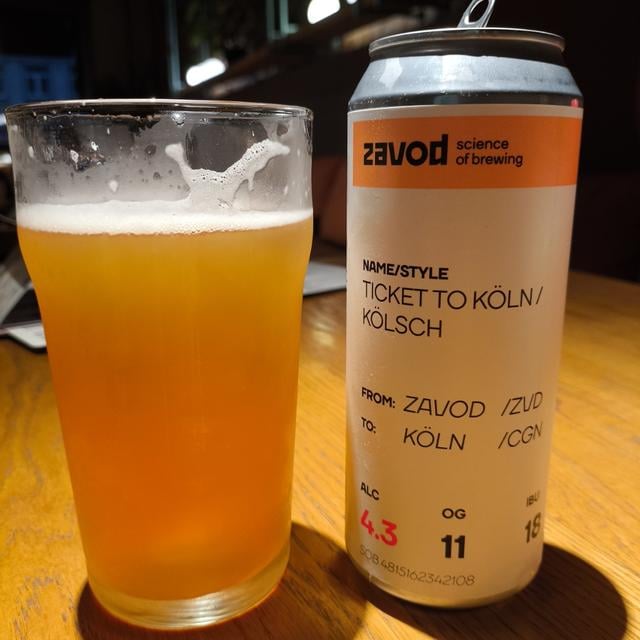 zavod
science
of brewing
NAME/STYLE
TICKET TO KÖLN /
KÖLSCH
FROM: ZAVOD /ZVD
TO: KÖLN /CGN
ALC OG IBU
4.3 11 18
SOB 4815162342108